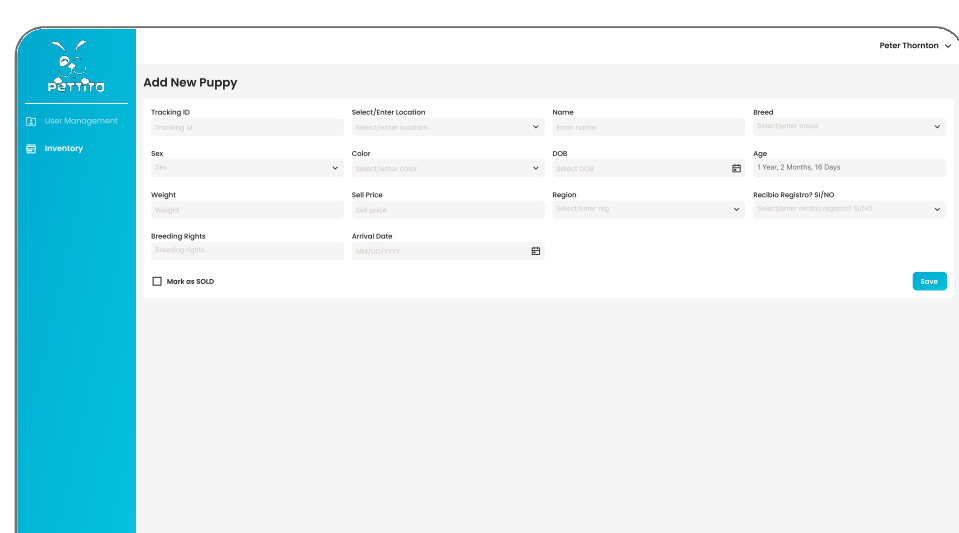 Peter Thornton
PETTITO
Add New Puppy
User Management
Inventory
Tracking ID
Tracking id
Select/Enter Location
Select/enter location
Name
Enter name
Breed
Select/enter breed
Sex
Sex
Color
Select/enter color
DOB
Select DOB
Age
1 Year, 2 Months, 16 Days
Weight
Weight
Sell Price
Sell price
Region
Select/enter reg
Recibio Registro? SI/NO
Select/enter recibio registro? SI/NO
Breeding Rights
Breeding rights
Arrival Date
MM/DD/YYYY
Mark as SOLD
Save